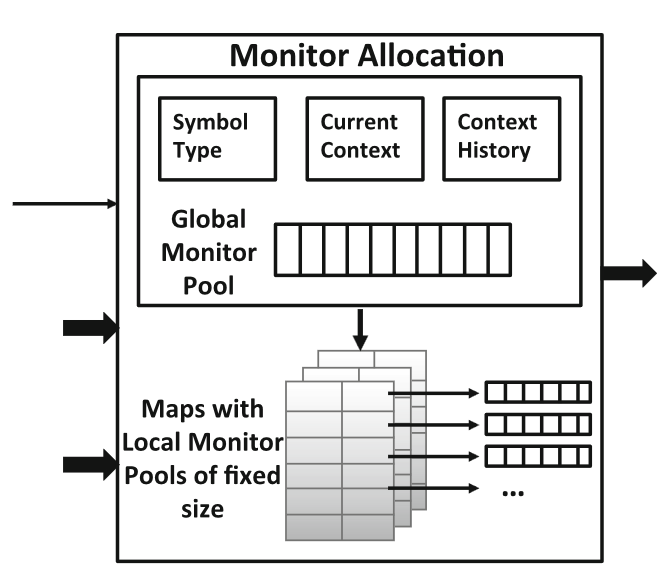 Monitor Allocation
Symbol
Type
Current
Context
Context
History
Global
Monitor
Pool
Maps with
Local Monitor
Pools of fixed
size
...